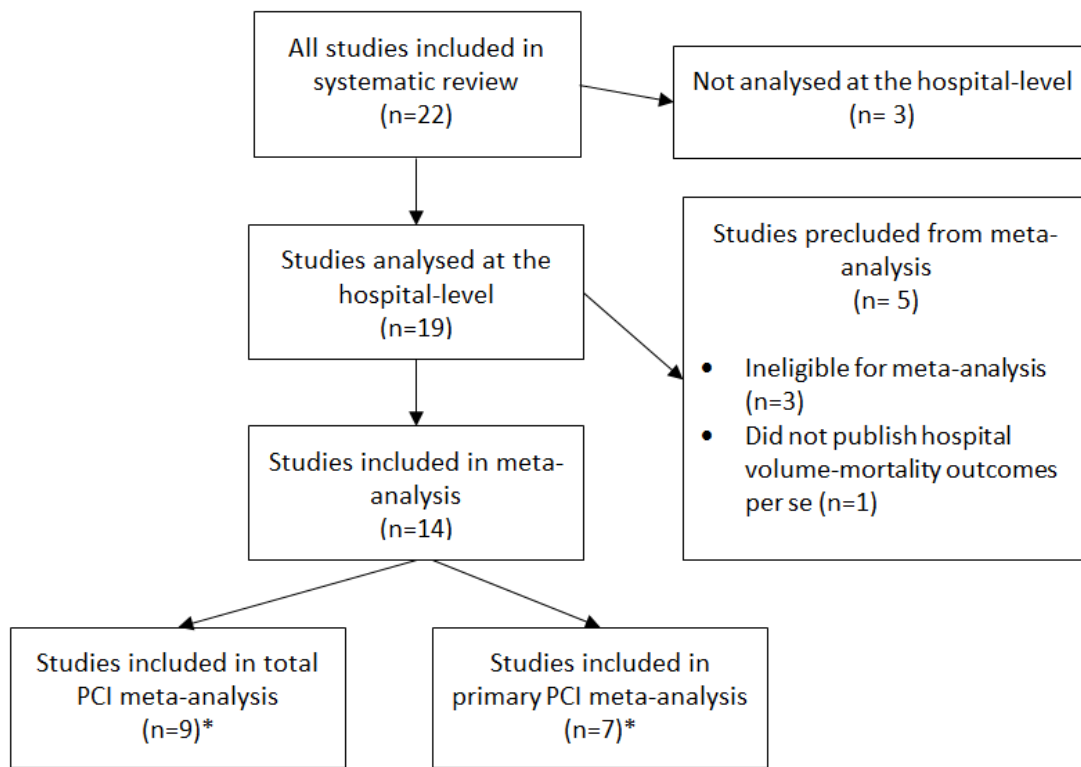 All studies included in
systematic review
(n=22)
Not analysed at the hospital-level
(n= 3)
Studies analysed at the
hospital-level
(n=19)
Studies precluded from meta-
analysis
(n= 5)
• Ineligible for meta-analysis
(n=3)
• Did not publish hospital
volume-mortality outcomes
per se (n=1)
Studies included in meta-
analysis
(n=14)
Studies included in total
PCI meta-analysis
(n=9)*
Studies included in
primary PCI meta-analysis
(n=7)*